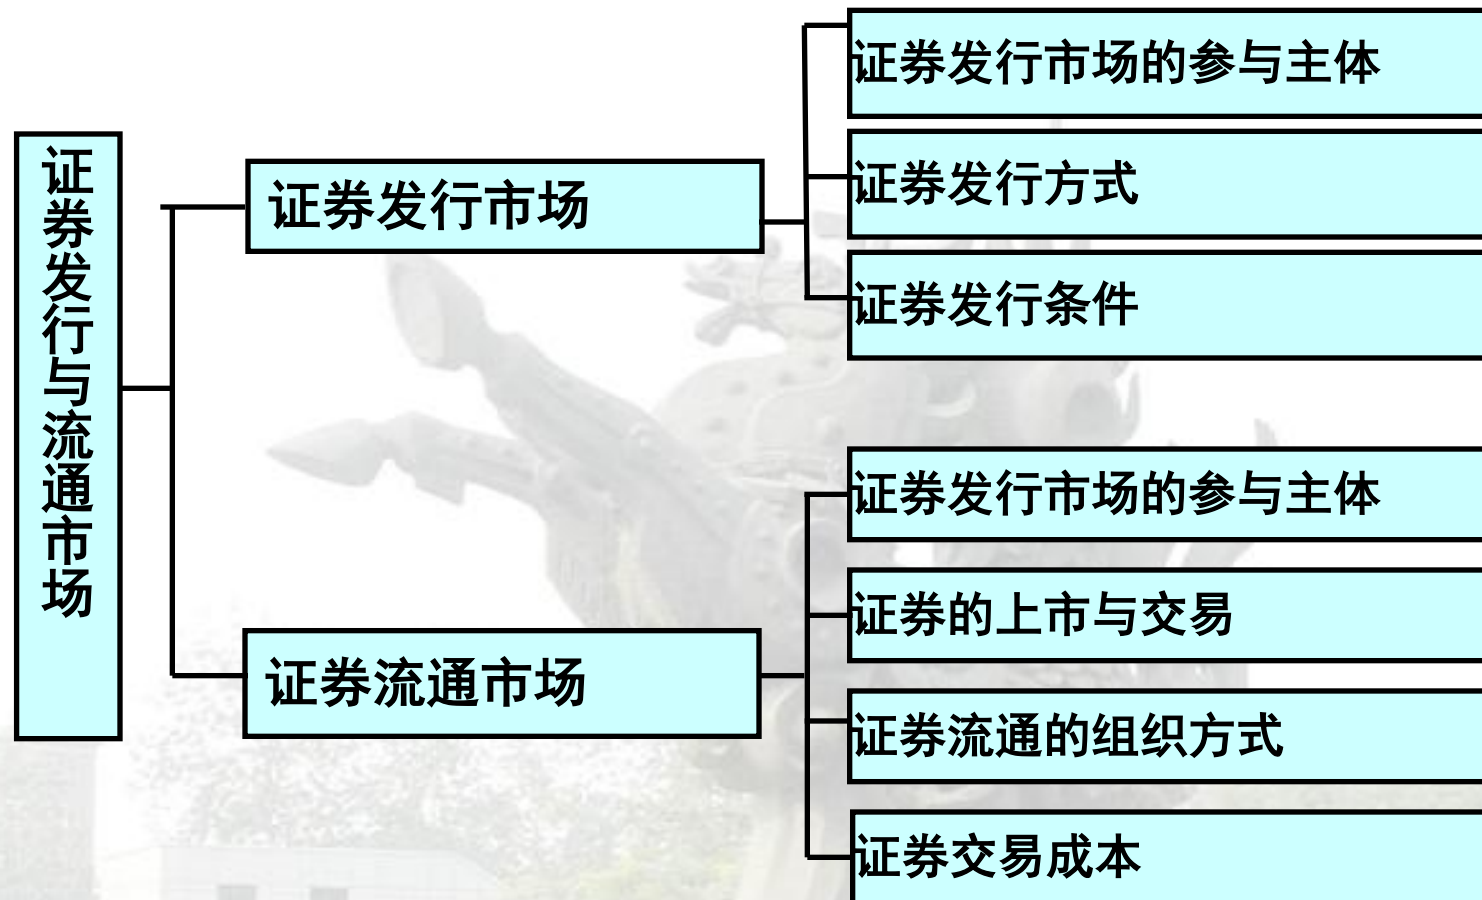 证券发行与流通市场
证券发行市场
证券发行市场的参与主体
证券发行方式
证券发行条件
证券流通市场
证券发行市场的参与主体
证券的上市与交易
证券流通的组织方式
证券交易成本